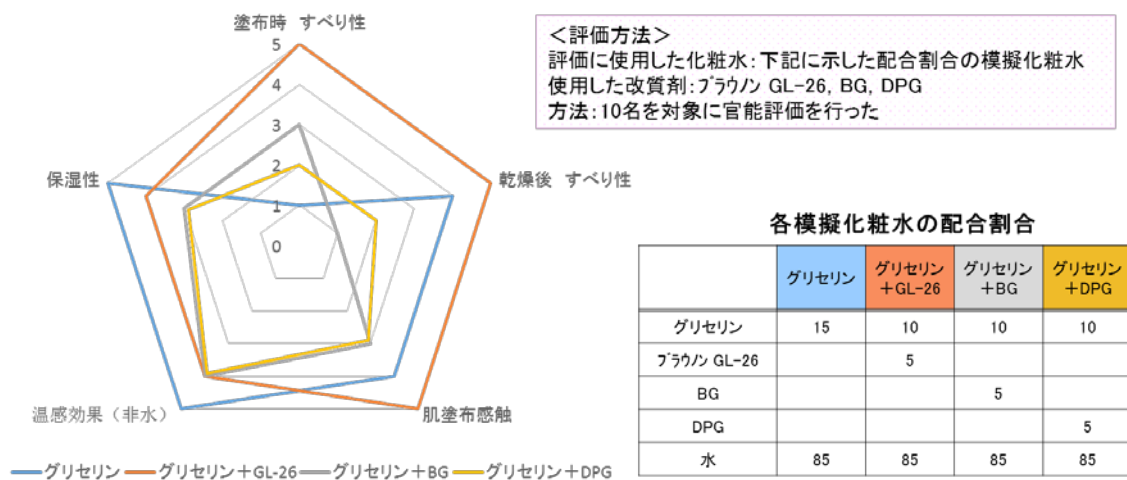 塗布時 すべり性
5
4
3
2
1
0
保湿性
乾燥後 すべり性
温感効果（非水）
肌塗布感触
グリセリン
グリセリン＋GL-26
グリセリン＋BG
グリセリン＋DPG
＜評価方法＞
評価に使用した化粧水：下記に示した配合割合の模擬化粧水
使用した改質剤：ﾌﾞﾗｳﾉﾝ GL-26, BG, DPG
方法：10名を対象に官能評価を行った
各模擬化粧水の配合割合
グリセリン グリセリン＋GL-26 グリセリン＋BG グリセリン＋DPG
グリセリン 15 10 10 10
ﾌﾞﾗｳﾉﾝ GL-26 5
BG 5
DPG 5
水 85 85 85 85